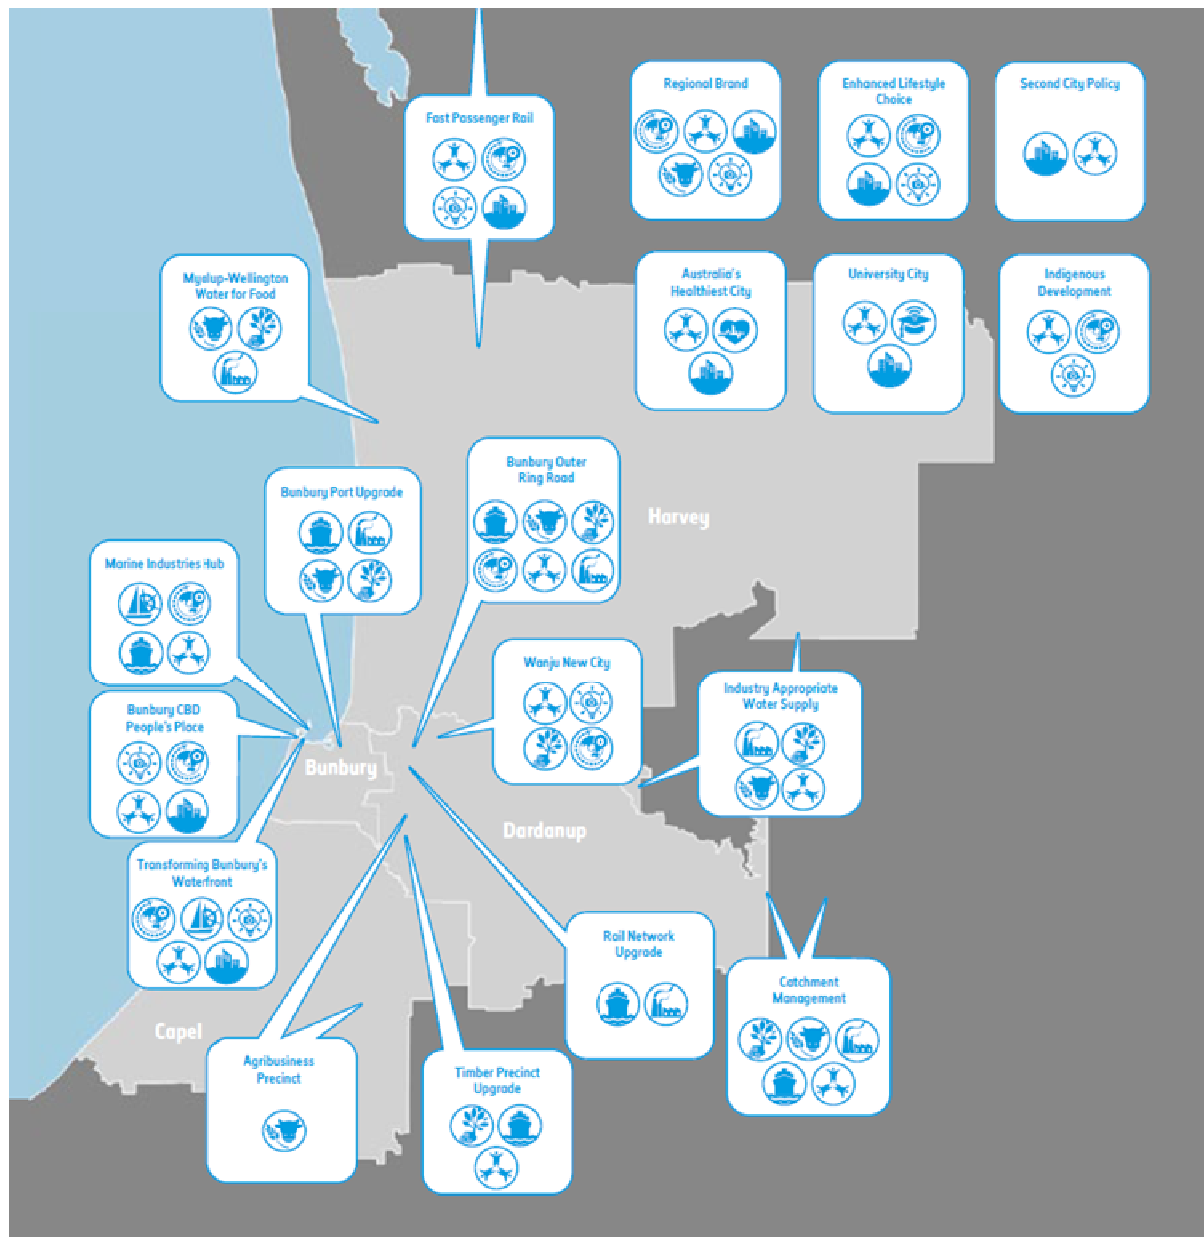 Fast Passenger Rail
Regional Brand
Enhanced Lifestyle
Choice
Second City Policy
Myalup-Wellington
Water for Food
Australia's
Healthiest City
University City
Indigenous
Development
Bunbury Port Upgrade
Bunbury Outer
Ring Road
Harvey
Marine Industries Hub
Wanju New City
Industry Appropriate
Water Supply
Bunbury CBD
People's Place
Bunbury
Dardanup
Transforming Bunbury's
Waterfront
Rail Network
Upgrade
Catchment
Management
Capel
Agribusiness
Precinct
Timber Precinct
Upgrade